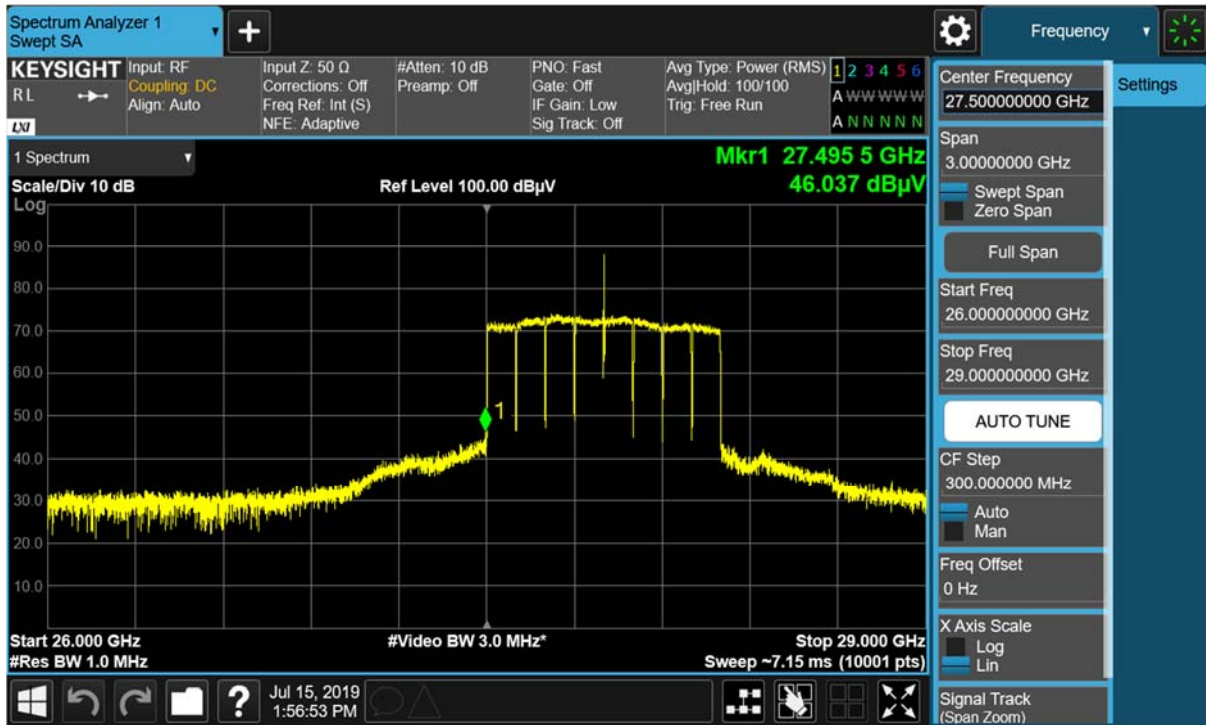 Spectrum Analyzer 1
Swept SA
+
Frequency
KEYSIGHT
RL
LXI
Input: RF
Coupling: DC
Align: Auto
Input Z: 50 Ω
Corrections: Off
Freq Ref: Int (S)
NFE: Adaptive
#Atten: 10 dB
Preamp: Off
PNO: Fast
Gate: Off
IF Gain: Low
Sig Track: Off
Avg Type: Power (RMS)
Avg|Hold: 100/100
Trig: Free Run
1 2 3 4 5 6
A W W W W W
A N N N N N
1 Spectrum
Scale/Div 10 dB
Ref Level 100.00 dBµV
Mkr1 27.495 5 GHz
46.037 dBµV
Log
90.0
80.0
70.0
60.0
50.0
40.0
30.0
20.0
10.0
1
Start 26.000 GHz
#Res BW 1.0 MHz
#Video BW 3.0 MHz*
Stop 29.000 GHz
Sweep ~7.15 ms (10001 pts)
?
Jul 15, 2019
1:56:53 PM
Center Frequency
27.500000000 GHz
Settings
Span
3.00000000 GHz
Swept Span
Zero Span
Full Span
Start Freq
26.000000000 GHz
Stop Freq
29.000000000 GHz
AUTO TUNE
CF Step
300.000000 MHz
Auto
Man
Freq Offset
0 Hz
X Axis Scale
Log
Lin
Signal Track
(Span Zoom)